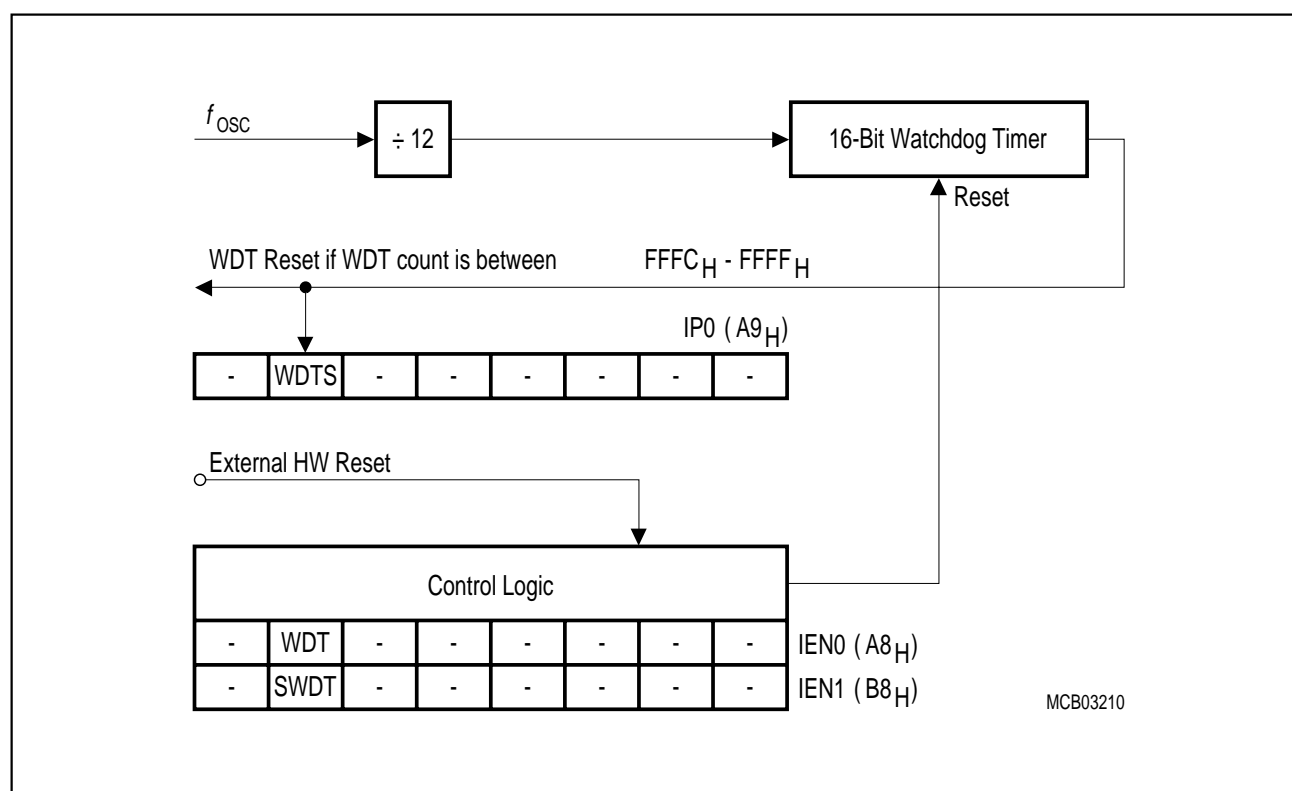 f OSC
÷ 12
16-Bit Watchdog Timer
Reset
WDT Reset if WDT count is between FFFC H - FFFF H
IP0 ( A9 H )
- WDTS - - - - - -
External HW Reset
Control Logic
- WDT - - - - - - IEN0 ( A8 H )
- SWDT - - - - - - IEN1 ( B8 H )
MCB03210